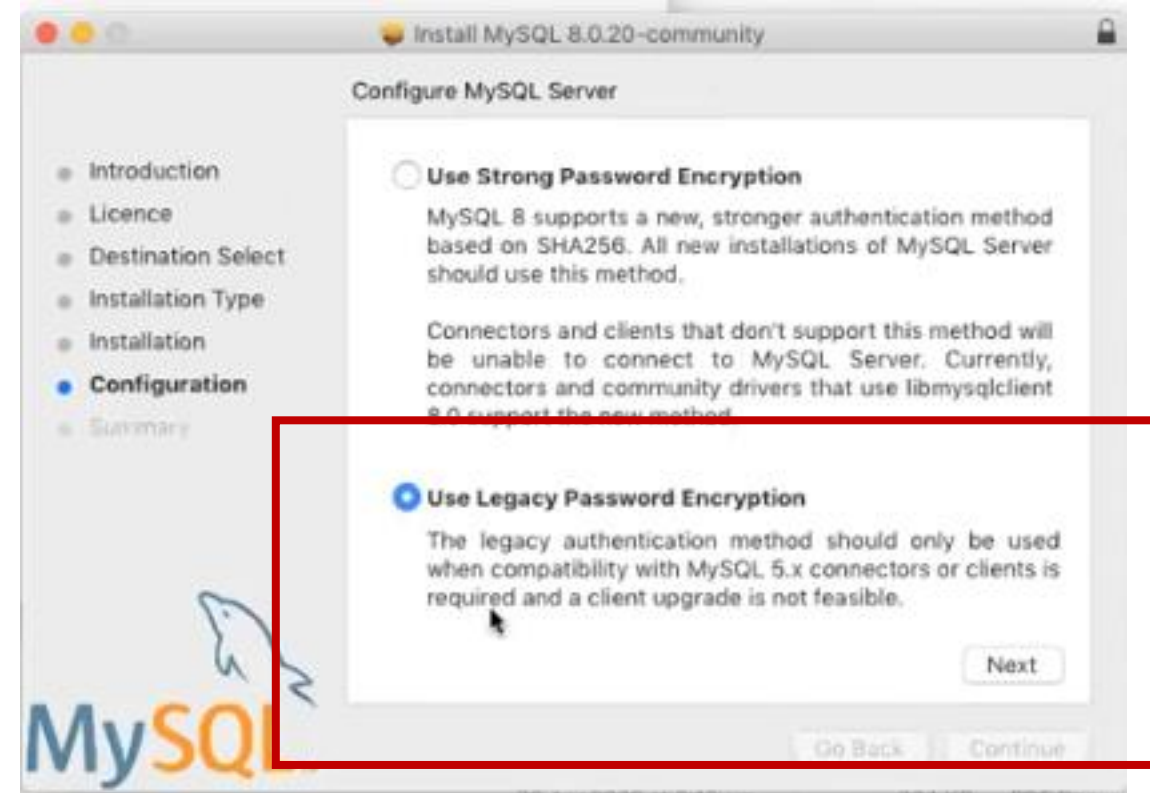 Install MySQL 8.0.20-community
Configure MySQL Server
Introduction
Licence
Destination Select
Installation Type
Installation
Configuration
Summary
Use Strong Password Encryption
MySQL 8 supports a new, stronger authentication method
based on SHA256. All new installations of MySQL Server
should use this method.
Connectors and clients that don't support this method will
be unable to connect to MySQL Server. Currently,
connectors and community drivers that use libmysqlclient
8.0 support the new method.
Use Legacy Password Encryption
The legacy authentication method should only be used
when compatibility with MySQL 5.x connectors or clients is
required and a client upgrade is not feasible.
Next
MySQL
Go Back
Continue